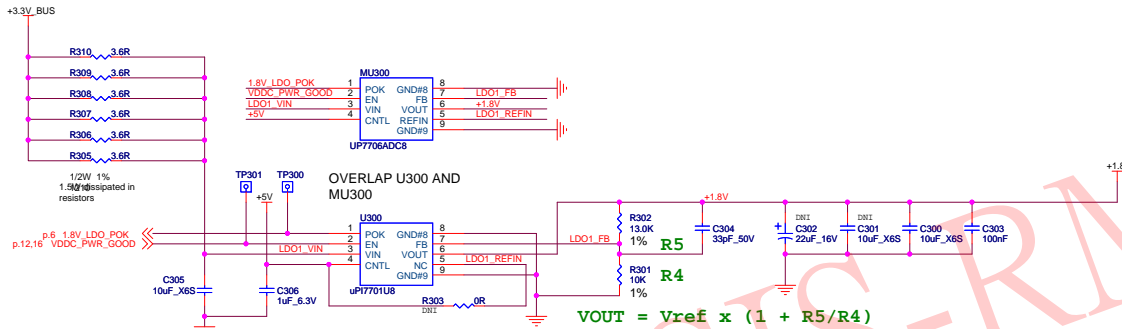 +3.3V_BUS
R310 3.6R
R309 3.6R
R308 3.6R
R307 3.6R
R306 3.6R
R305 3.6R
1/2W 1%
dissipated in
resistors
MU300
1.8V_LDO_POK 1 POK GND#8 8
VDDC_PWR_GOOD 2 EN FB 7 LDO1_FB
LDO1_VIN 3 VIN VOUT 6 +1.8V
+5V 4 CNTL REFIN 5 LDO1_REFIN
GND#9 9
UP7706ADC8
OVERLAP U300 AND
MU300
TP301 TP300
+5V
U300
p.6 1.8V_LDO_POK 1 POK GND#8 8
p.12,16 VDDC_PWR_GOOD 2 EN FB 7 LDO1_FB
LDO1_VIN 3 VIN VOUT 6
4 CNTL NC 5 LDO1_REFIN
GND#9 9
uPI7701U8
C305
10uF_X6S
C306
1uF_6.3V
R303 0R
DNI
+1.8V
R302
13.0K
1%
R5
R301
10K
1%
R4
C304
33pF_50V
DNI
C302
22uF_16V
DNI
C301
10uF_X6S
C300
10uF_X6S
C303
100nF
+1.8
VOUT = Vref x (1 + R5/R4)